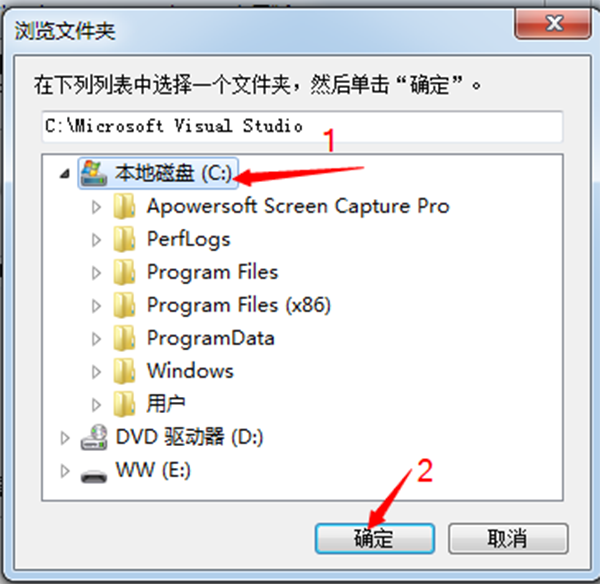 浏览文件夹
在下列列表中选择一个文件夹，然后单击“确定”。
C:\Microsoft Visual Studio
1
本地磁盘 (C:)
Apowersoft Screen Capture Pro
PerfLogs
Program Files
Program Files (x86)
ProgramData
Windows
用户
DVD 驱动器 (D:)
WW (E:)
2
确定 取消